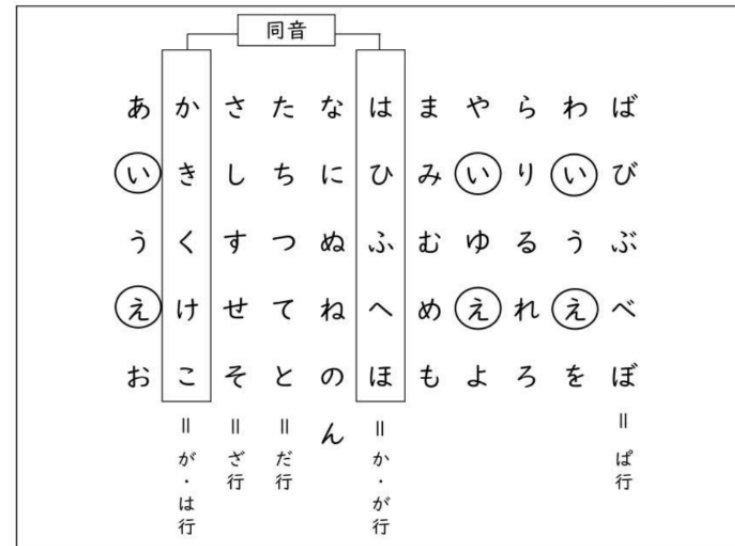 同音
あ か さ た な は ま や ら わ ば
い き し ち に ひ み い り い び
う く す つ ぬ ふ む ゆ る う ぶ
え け せ て ね へ め え れ え べ
お こ そ と の ほ も よ ろ を ぼ
ん
=が・は行
=ざ行
=だ行
=か・が行
=ぱ行